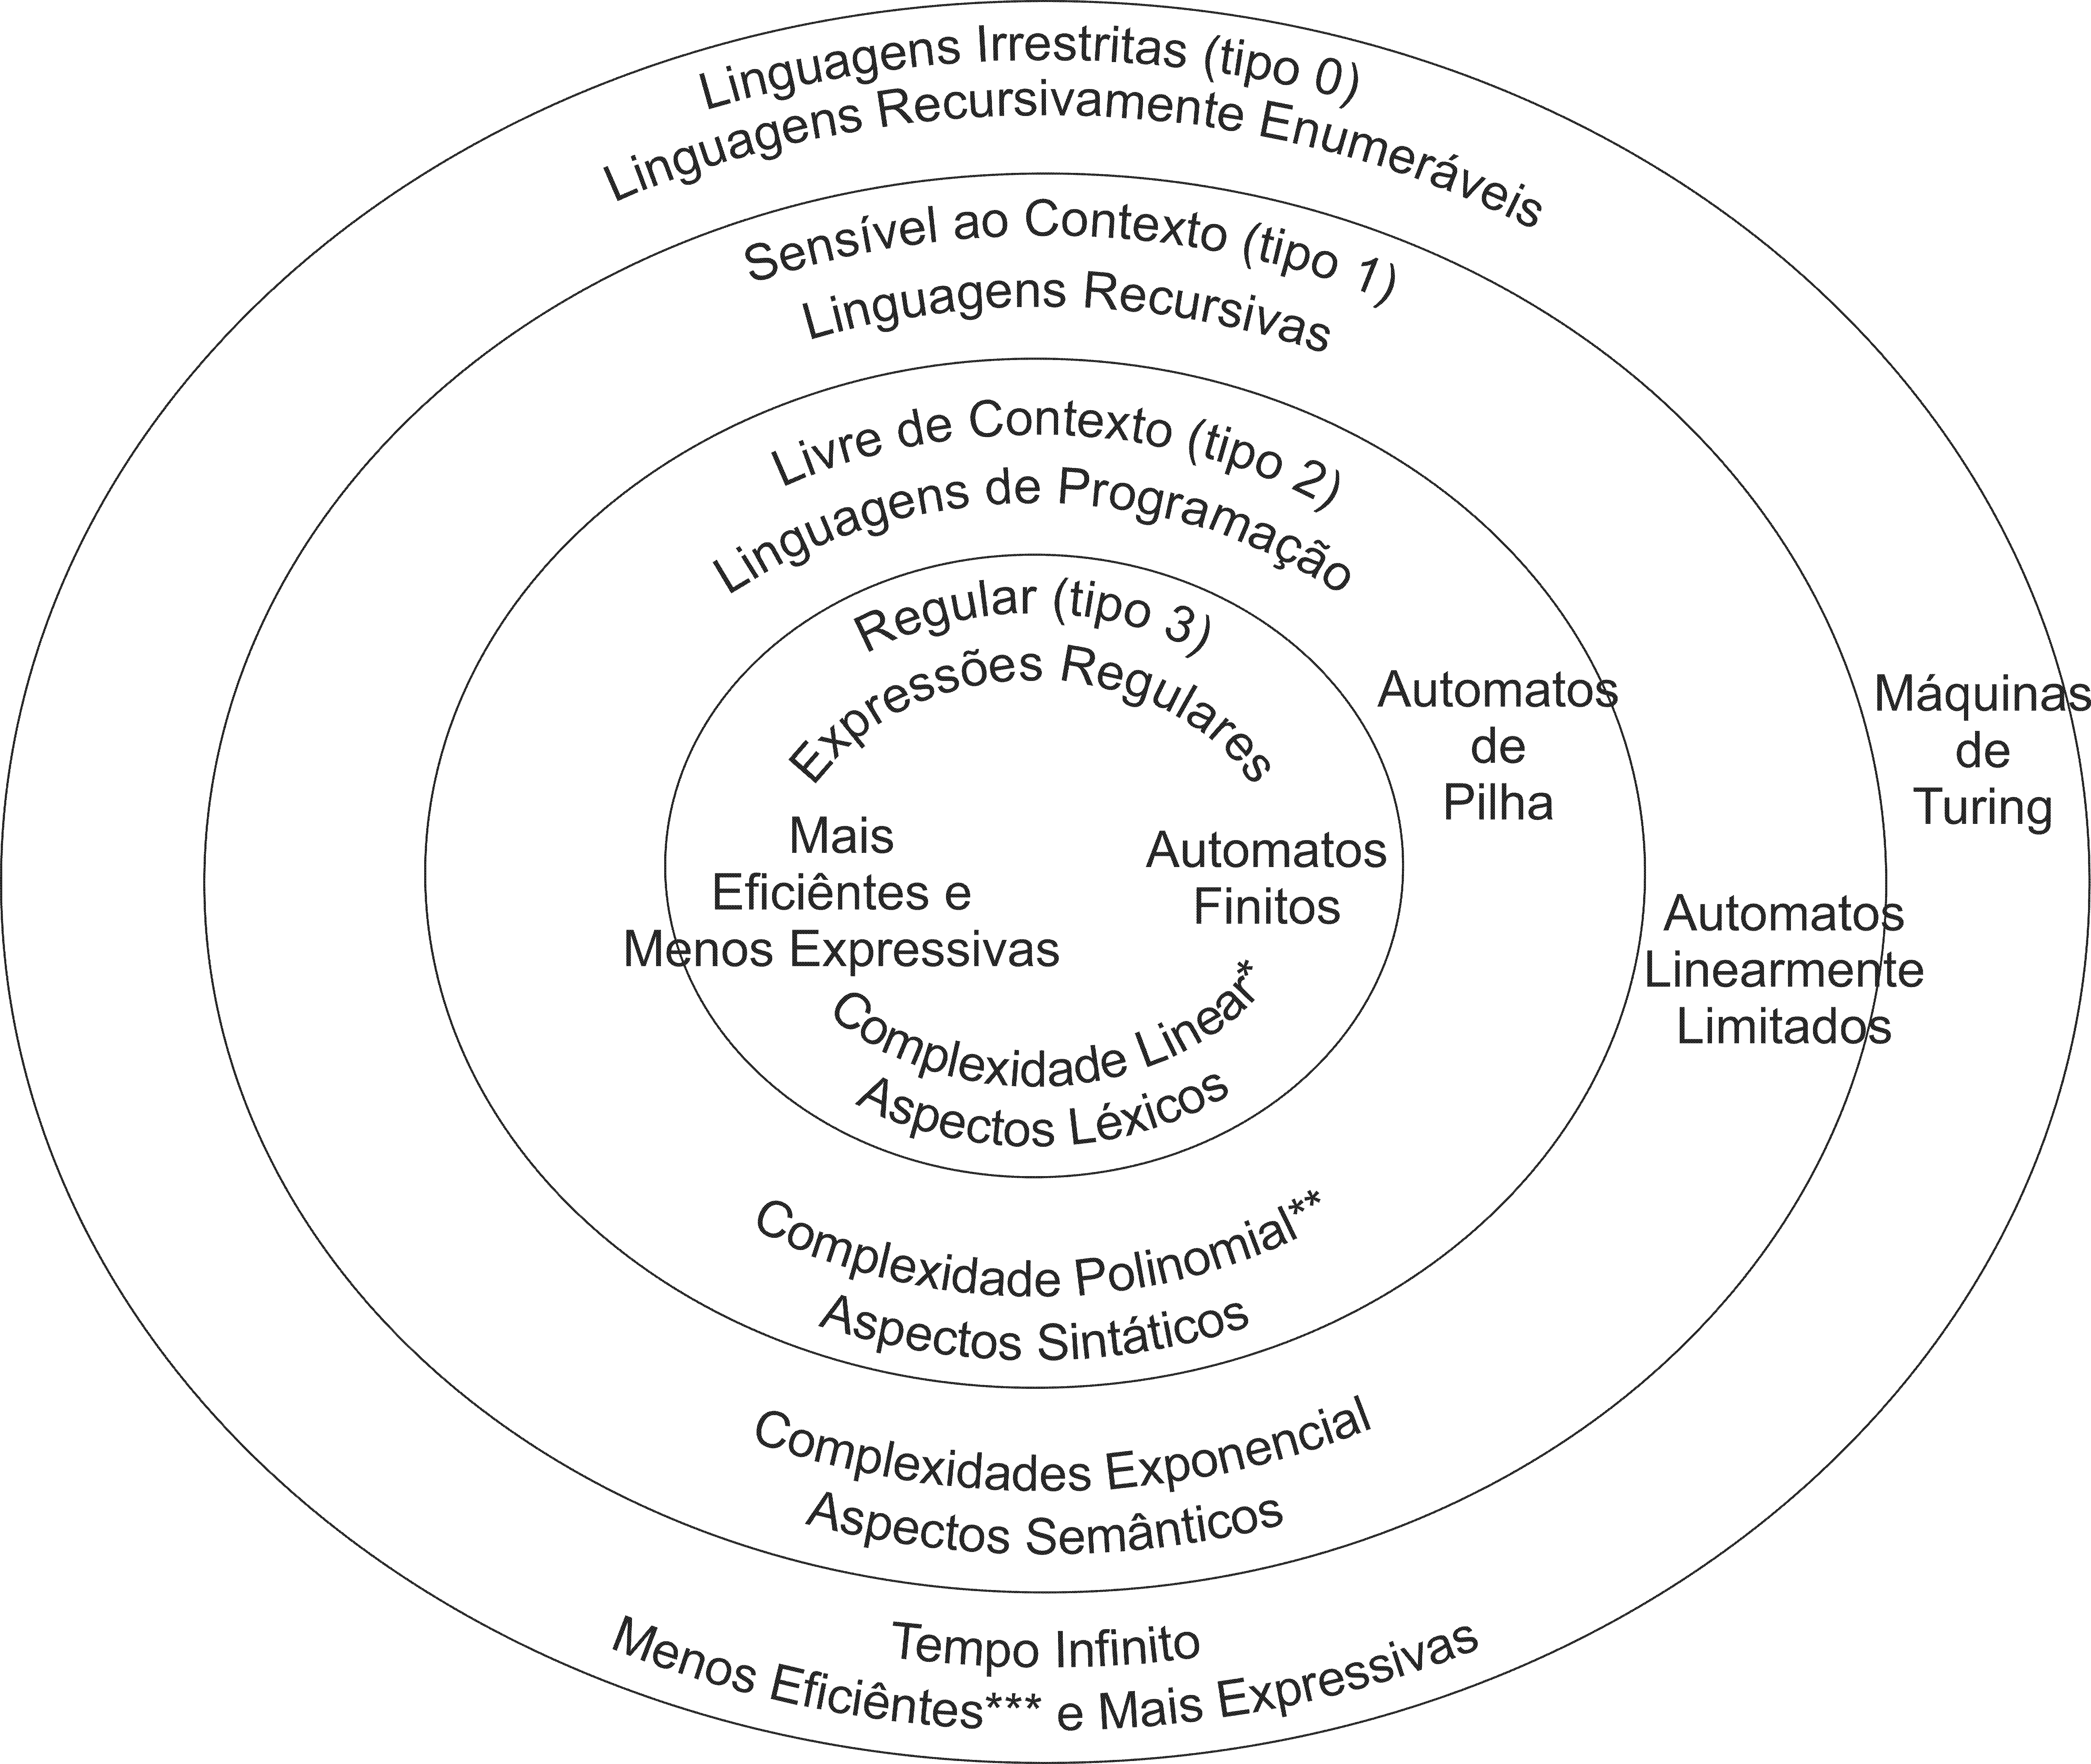 Linguagens Irrestritas (tipo 0)
Linguagens Recursivamente Enumeráveis
Sensível ao Contexto (tipo 1)
Linguagens Recursivas
Livre de Contexto (tipo 2)
Linguagens de Programação
Regular (tipo 3)
Expressões Regulares
Mais
Eficiêntes e
Menos Expressivas
Automatos
Finitos
Automatos
de
Pilha
Máquinas
de
Turing
Automatos
Linearmente
Limitados
Complexidade Linear*
Aspectos Léxicos
Complexidade Polinomial**
Aspectos Sintáticos
Complexidades Exponencial
Aspectos Semânticos
Tempo Infinito
Menos Eficiêntes*** e Mais Expressivas